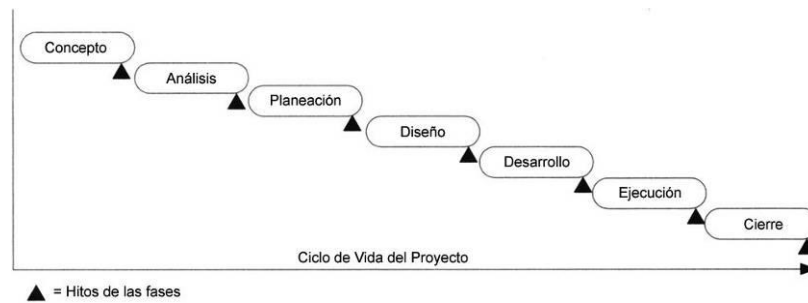 Concepto
Análisis
Planeación
Diseño
Desarrollo
Ejecución
Cierre
Ciclo de Vida del Proyecto
= Hitos de las fases